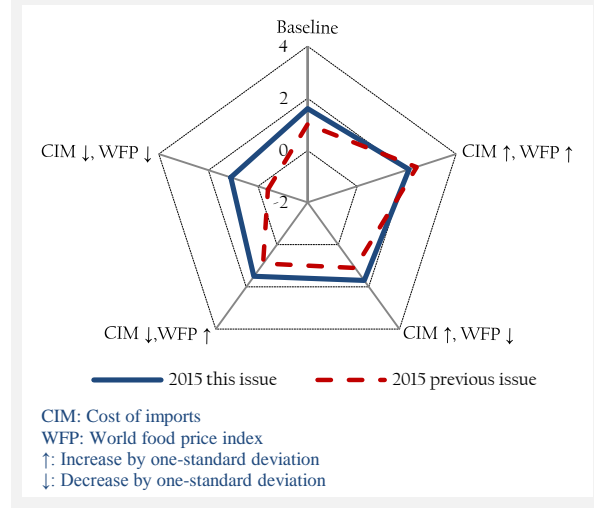 Baseline
4
2
0
-2
CIM ↓, WFP ↓
CIM ↑, WFP ↑
CIM ↓,WFP ↑
CIM ↑, WFP ↓
2015 this issue
2015 previous issue
CIM: Cost of imports
WFP: World food price index
↑: Increase by one-standard deviation
↓: Decrease by one-standard deviation